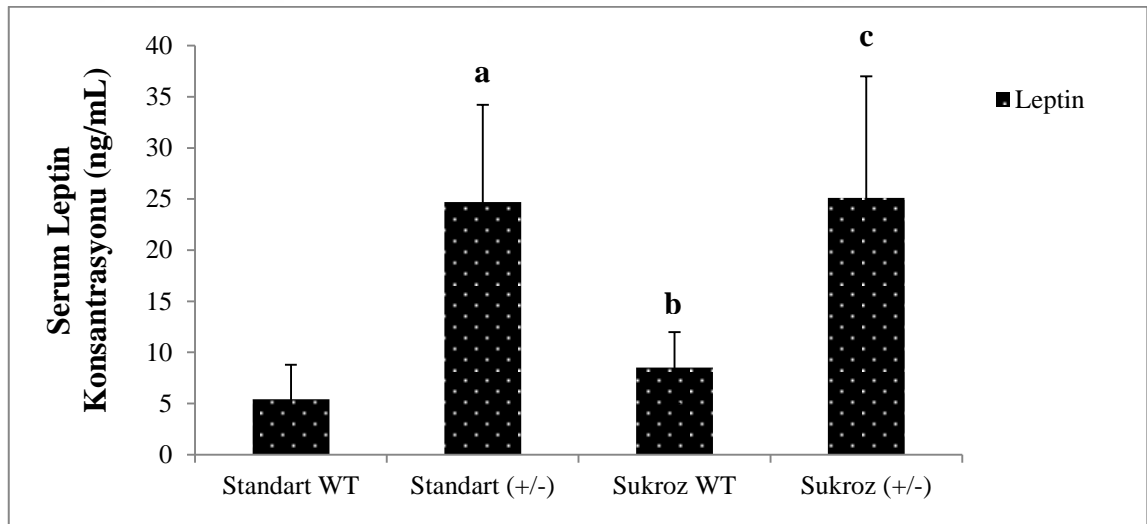 Serum Leptin
Konsantrasyonu (ng/mL)
40
35
30
25
20
15
10
5
0
a
b
c
Standart WT
Standart (+/-)
Sukroz WT
Sukroz (+/-)
Leptin